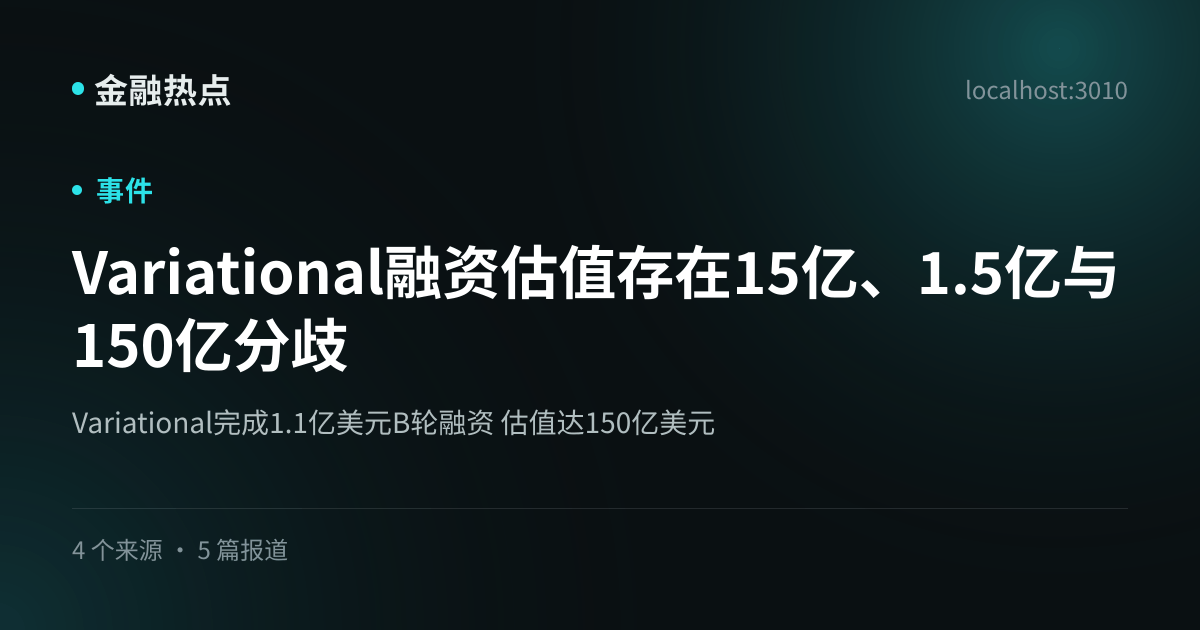 金融热点
localhost:3010
事件
Variational融资估值存在15亿、1.5亿与
150亿分歧
Variational完成1.1亿美元B轮融资 估值达150亿美元
4 个来源 · 5 篇报道